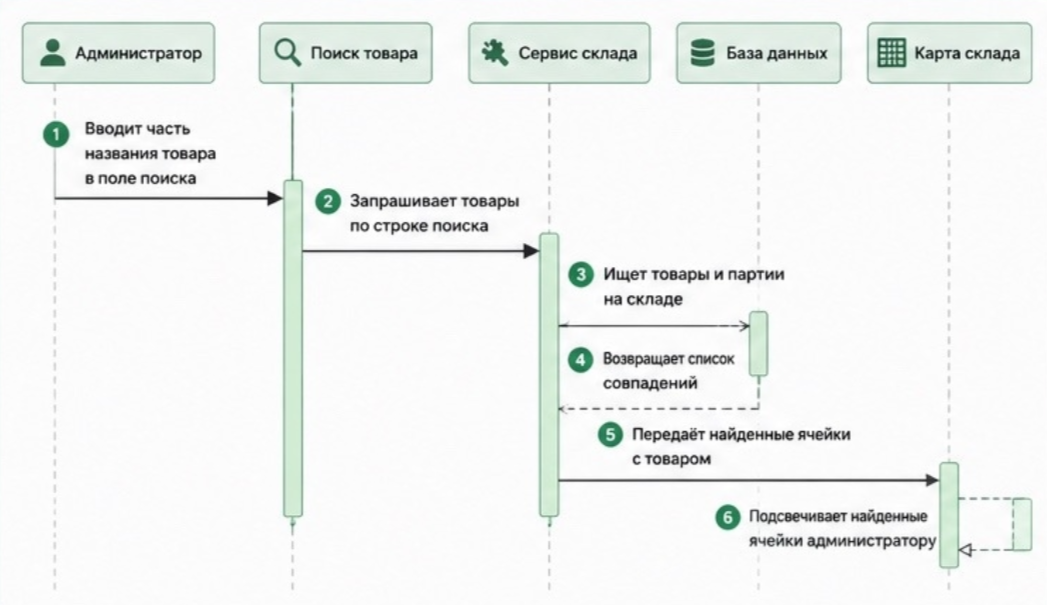 Администратор
Поиск товара
Сервис склада
База данных
Карта склада
1
Вводит часть
названия товара
в поле поиска
2
Запрашивает товары
по строке поиска
3
Ищет товары и партии
на складе
4
Возвращает список
совпадений
5
Передаёт найденные ячейки
с товаром
6
Подсвечивает найденные
ячейки администратору